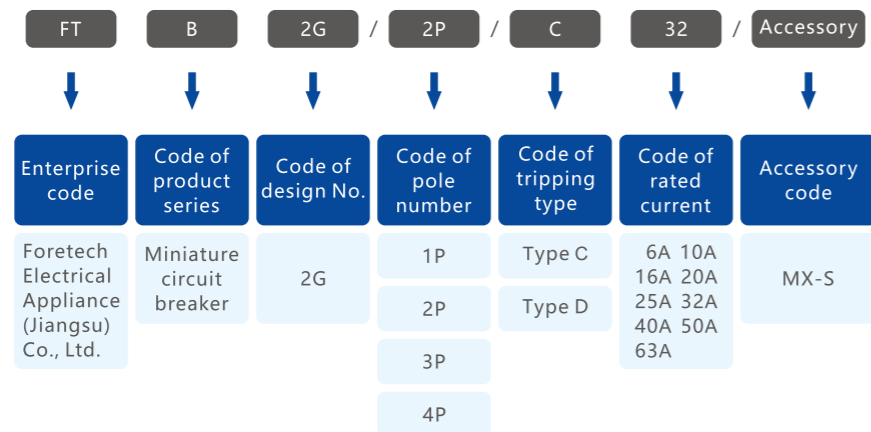 FT B 2G / 2P / C 32 / Accessory
Enterprise
code
Code of
product
series
Code of
design No.
Code of
pole
number
Code of
tripping
type
Code of
rated
current
Accessory
code
Foretech
Electrical
Appliance
(Jiangsu)
Co., Ltd.
Miniature
circuit
breaker
2G
1P
2P
3P
4P
Type C
Type D
6A 10A
16A 20A
25A 32A
40A 50A
63A
MX-S